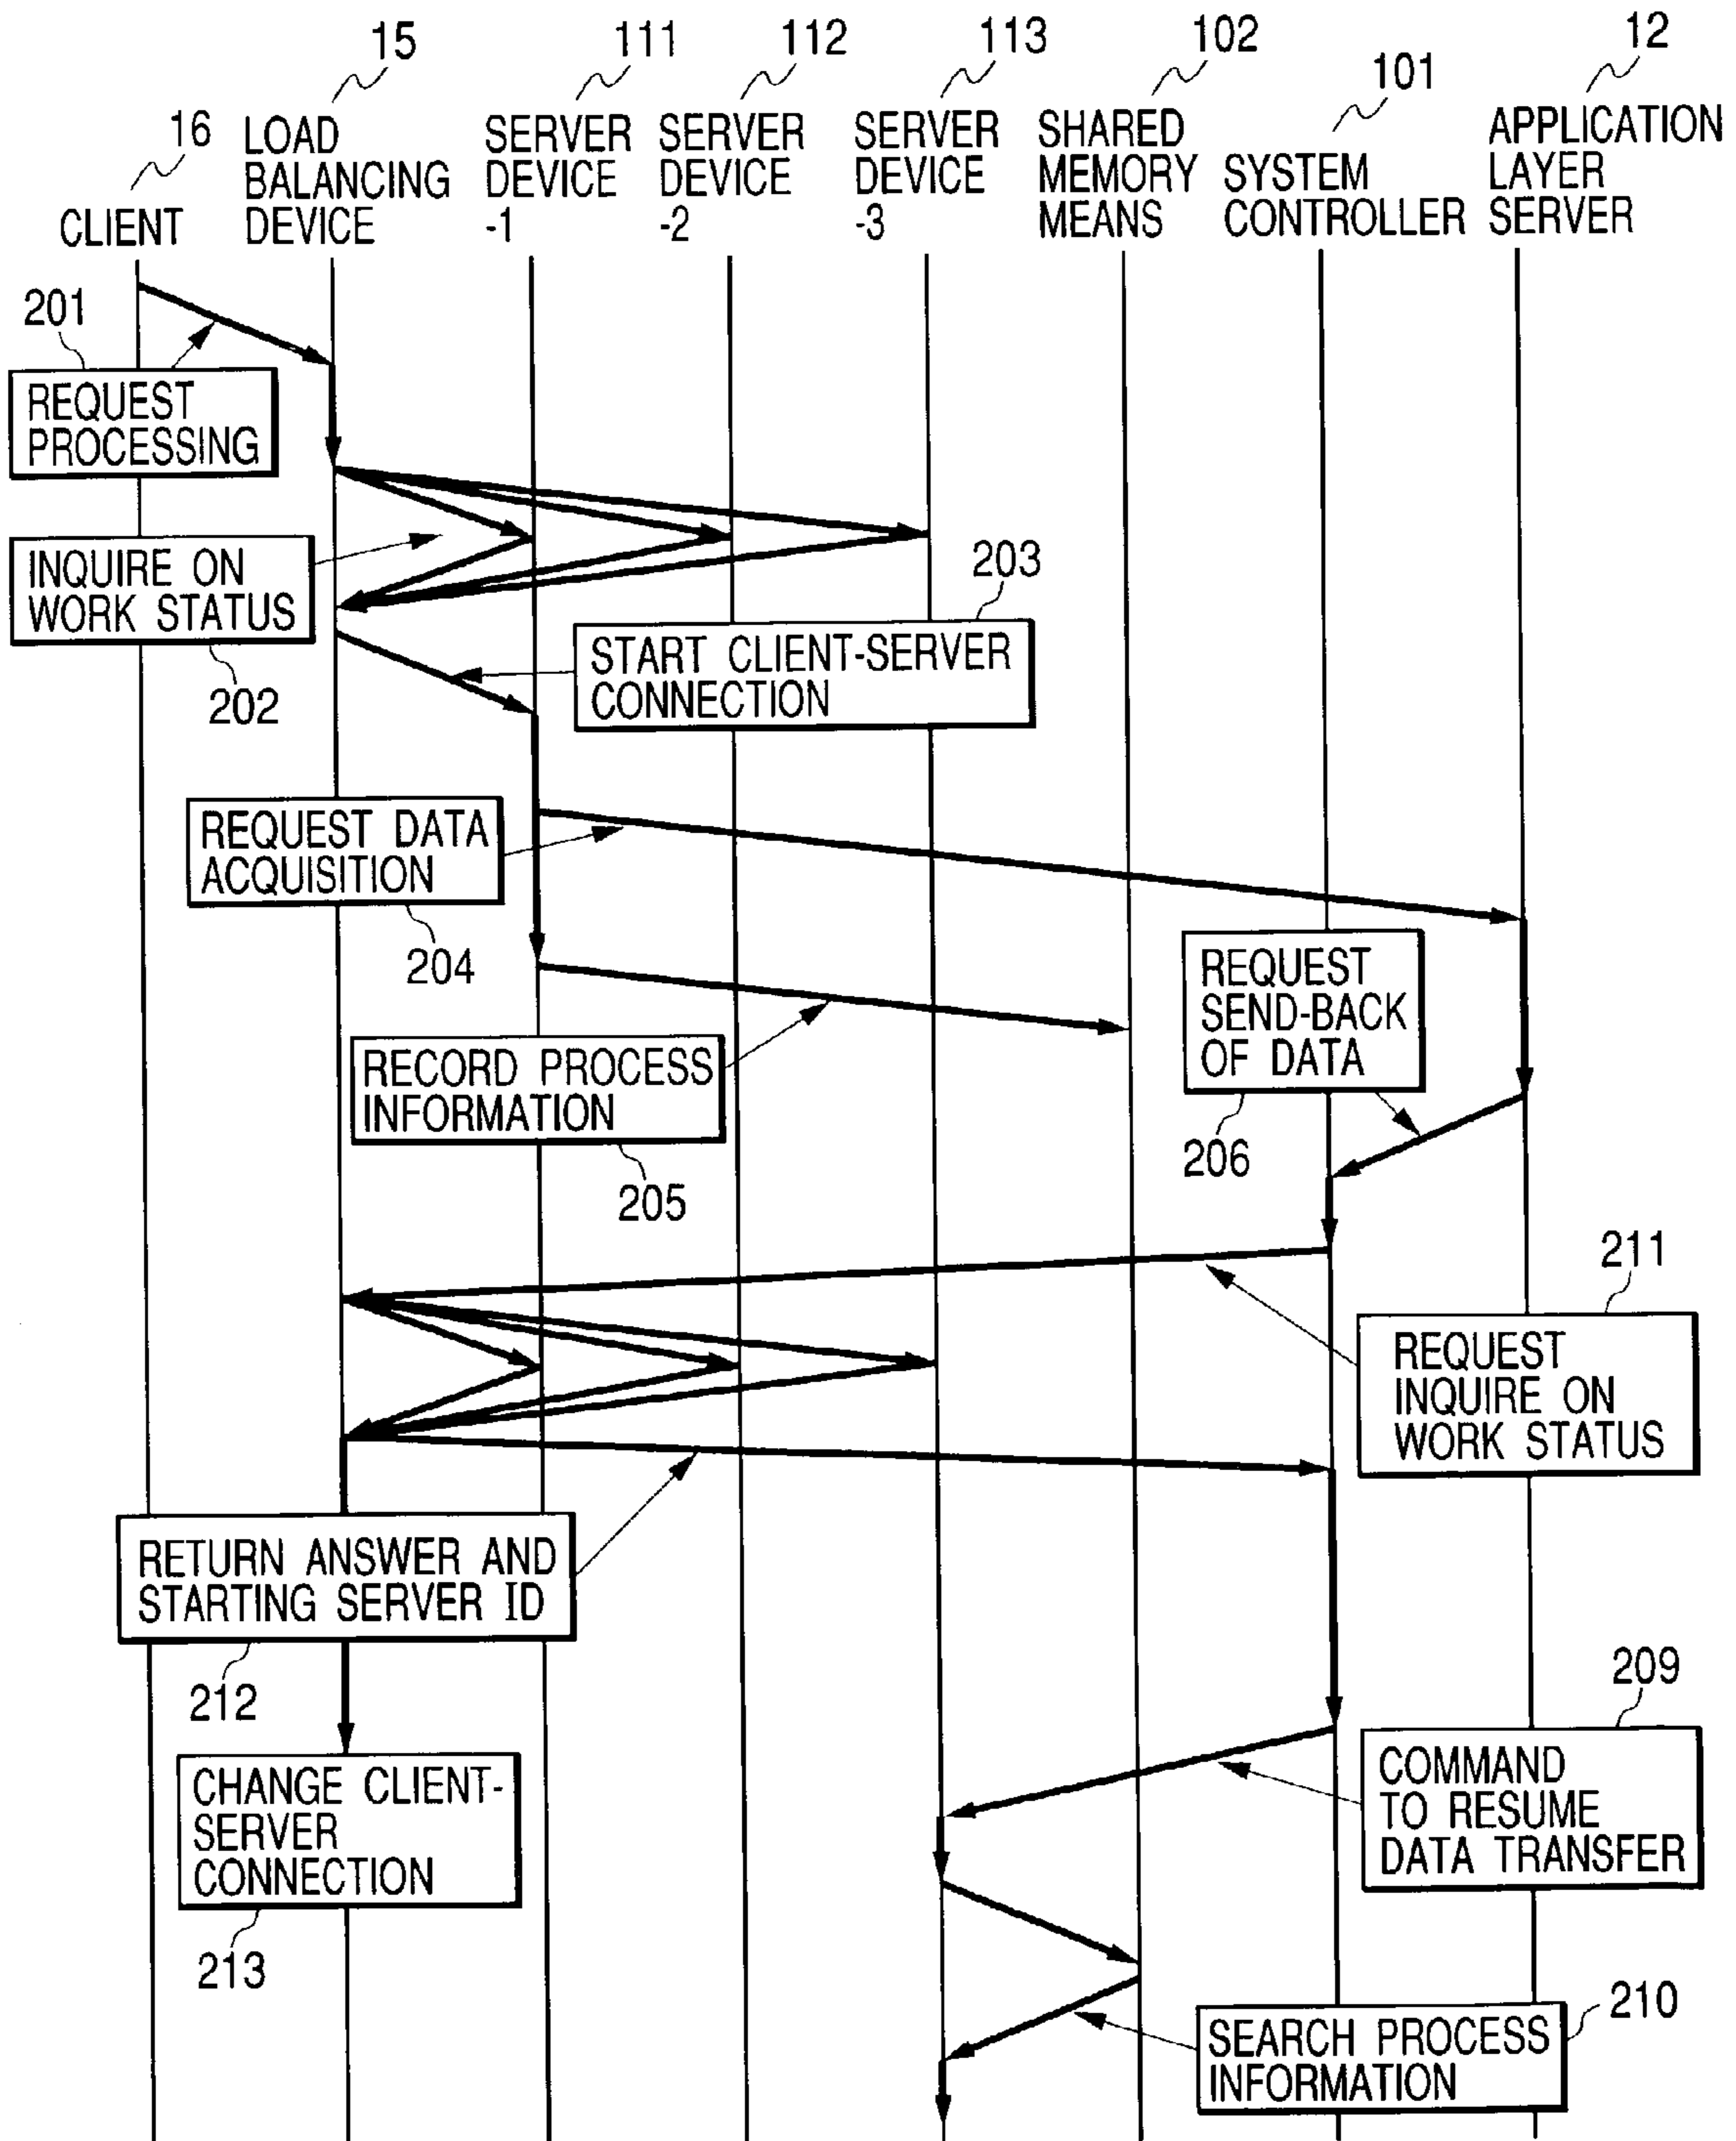 15
111
112
113
102
12
101
16
CLIENT
LOAD
BALANCING
DEVICE
SERVER
DEVICE
-1
SERVER
DEVICE
-2
SERVER
DEVICE
-3
SHARED
MEMORY
MEANS
SYSTEM
CONTROLLER
APPLICATION
LAYER
SERVER
201
REQUEST
PROCESSING
INQUIRE ON
WORK STATUS
202
203
START CLIENT-SERVER
CONNECTION
REQUEST DATA
ACQUISITION
204
RECORD PROCESS
INFORMATION
205
REQUEST
SEND-BACK
OF DATA
206
211
REQUEST
INQUIRE ON
WORK STATUS
RETURN ANSWER AND
STARTING SERVER ID
212
209
COMMAND
TO RESUME
DATA TRANSFER
CHANGE CLIENT-
SERVER
CONNECTION
213
210
SEARCH PROCESS
INFORMATION